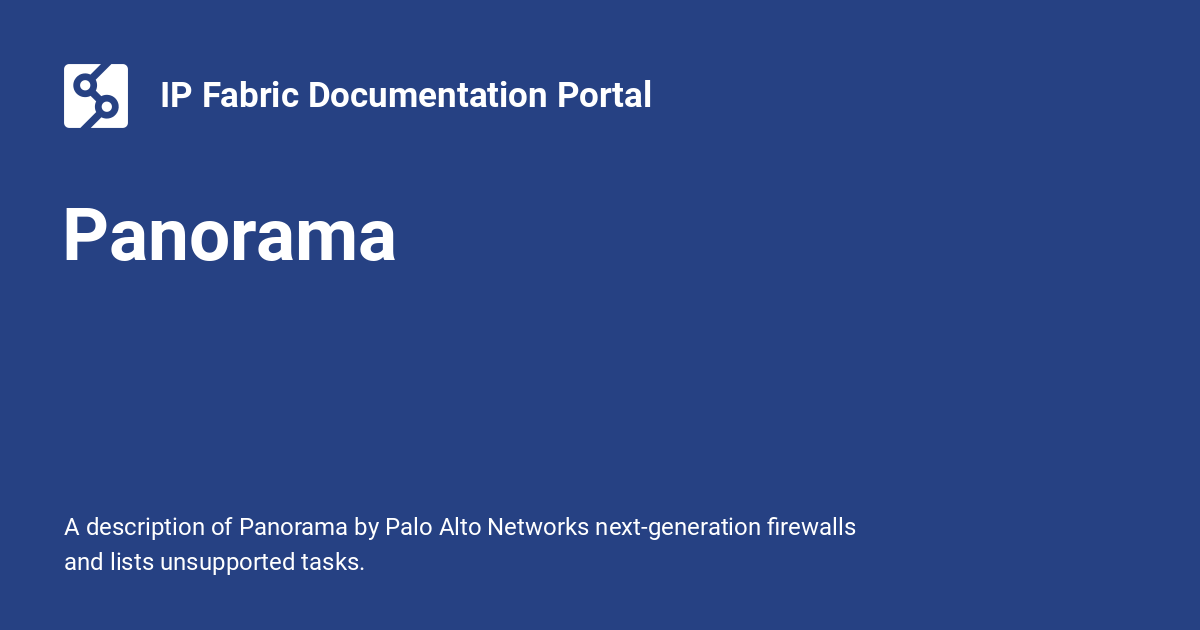 IP Fabric Documentation Portal
Panorama
A description of Panorama by Palo Alto Networks next-generation firewalls
and lists unsupported tasks.